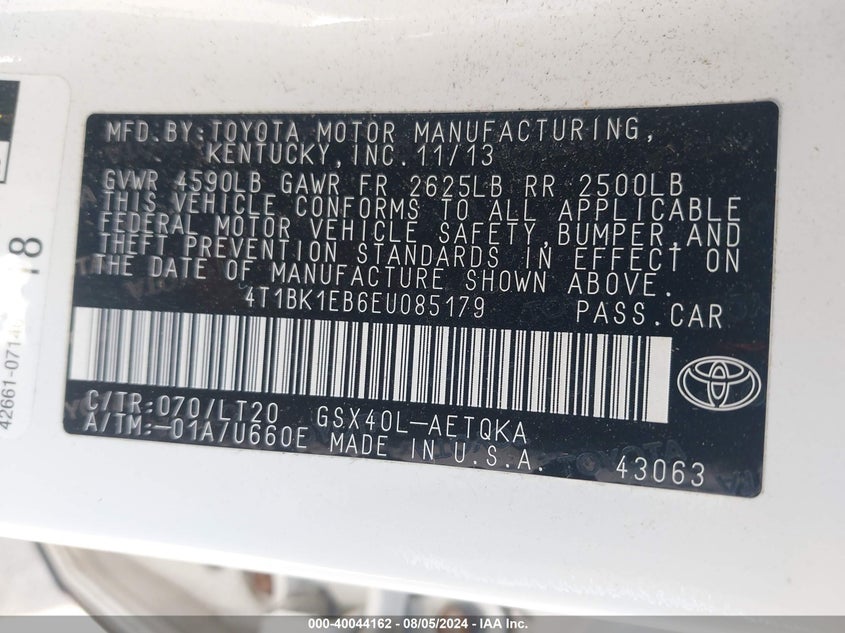 MFD.BY:TOYOTA MOTOR MANUFACTURING,
KENTUCKY, INC. 11/13
GVWR 4590LB GAWR FR 2625LB RR 2500LB
THIS VEHICLE CONFORMS TO ALL APPLICABLE
FEDERAL MOTOR VEHICLE SAFETY,BUMPER,AND
THEFT PREVENTION STANDARDS IN EFFECT ON
THE DATE OF MANUFACTURE SHOWN ABOVE.
4T1BK1EB6EU085179 PASS.CAR
C/TR:070/LT20 GSX40L-AETQKA
A/TM:-01A/U660E MADE IN U.S.A. 43063
18
000-40044162 - 08/05/2024 - IAA Inc.